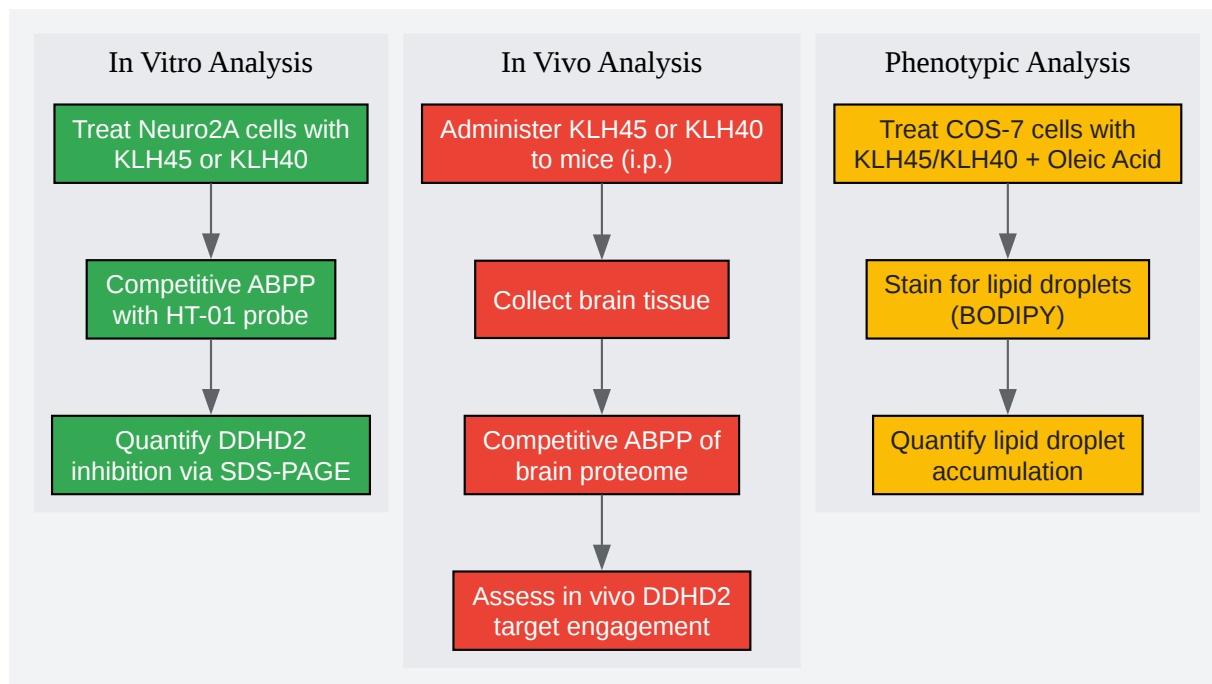 In Vitro Analysis
Treat Neuro2A cells with
KLH45 or KLH40
Competitive ABPP
with HT-01 probe
Quantify DDHD2
inhibition via SDS-PAGE
In Vivo Analysis
Administer KLH45 or KLH40
to mice (i.p.)
Collect brain tissue
Competitive ABPP of
brain proteome
Assess in vivo DDHD2
target engagement
Phenotypic Analysis
Treat COS-7 cells with
KLH45/KLH40 + Oleic Acid
Stain for lipid droplets
(BODIPY)
Quantify lipid droplet
accumulation